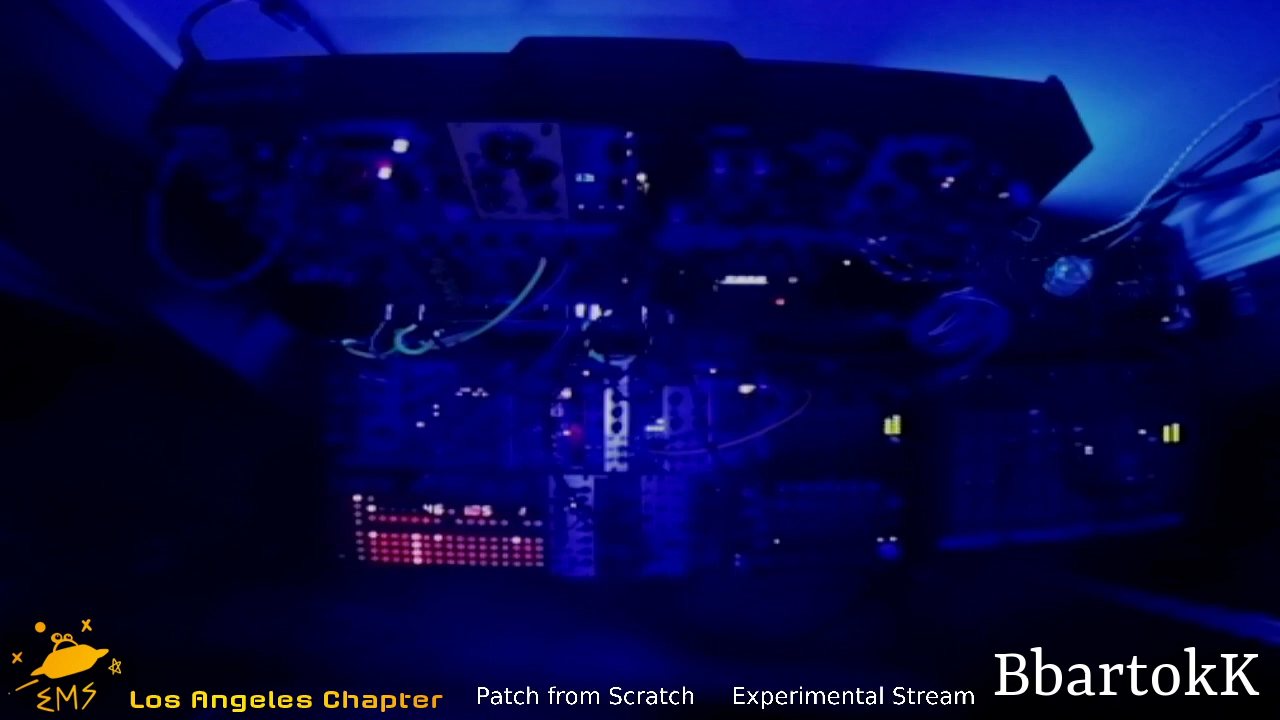 EMS
Los Angeles Chapter
Patch from Scratch
Experimental Stream
BbartokK